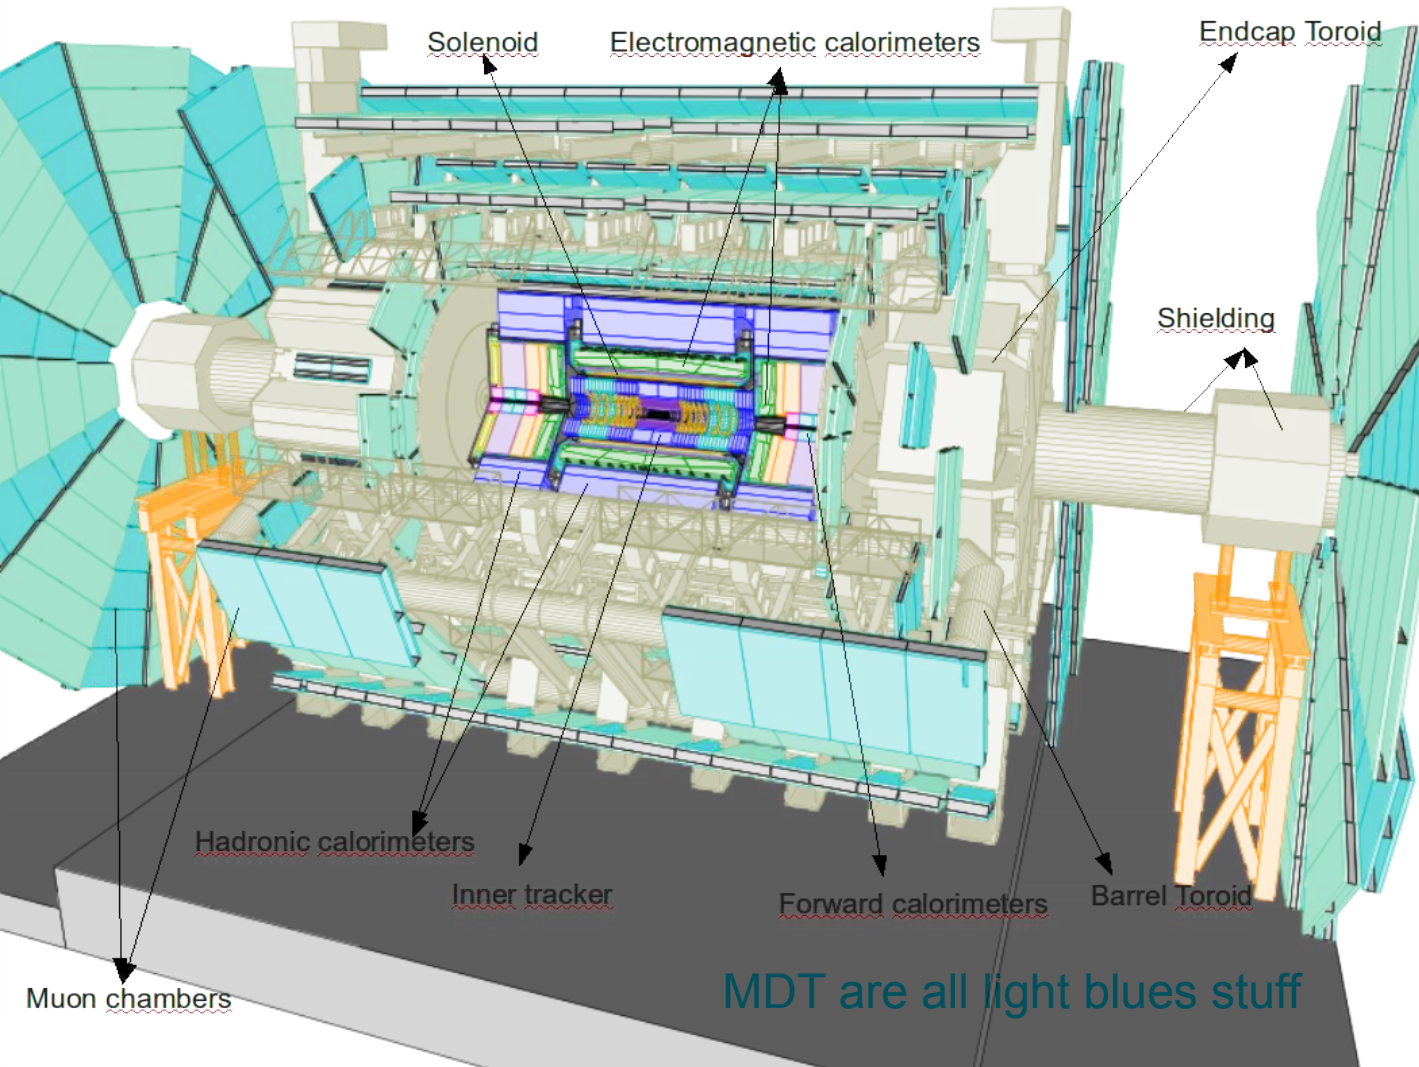 Endcap Toroid
Solenoid
Electromagnetic calorimeters
Shielding
Hadronic calorimeters
Inner tracker
Forward calorimeters
Barrel Toroid
Muon chambers
MDT are all light blues stuff